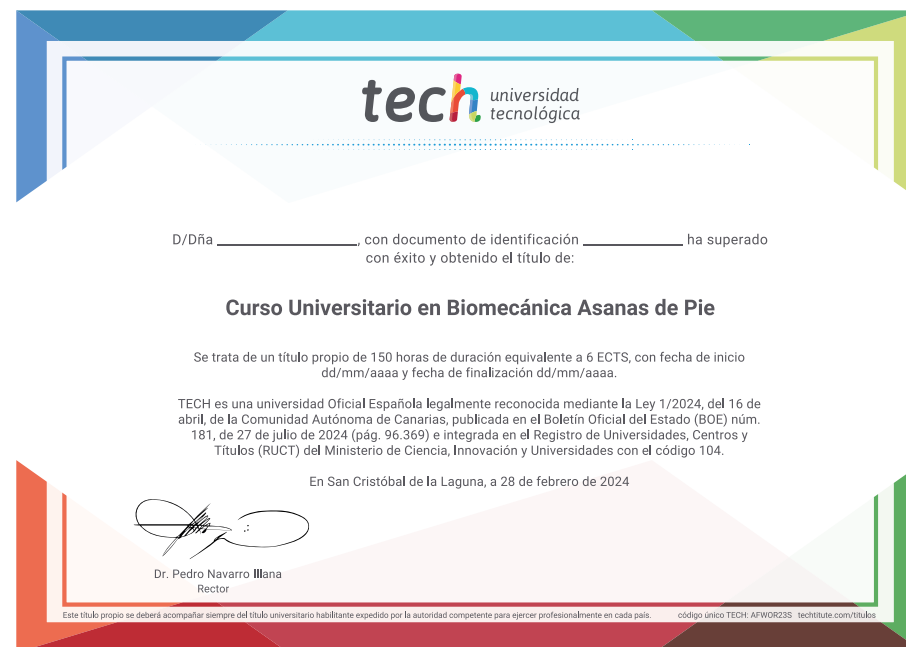 tech universidad
tecnológica
D/Dña ____________________, con documento de identificación ______________ ha superado
con éxito y obtenido el título de:
Curso Universitario en Biomecánica Asanas de Pie
Se trata de un título propio de 150 horas de duración equivalente a 6 ECTS, con fecha de inicio
dd/mm/aaaa y fecha de finalización dd/mm/aaaa.
TECH es una universidad Oficial Española legalmente reconocida mediante la Ley 1/2024, del 16 de
abril, de la Comunidad Autónoma de Canarias, publicada en el Boletín Oficial del Estado (BOE) núm.
181, de 27 de julio de 2024 (pág. 96.369) e integrada en el Registro de Universidades, Centros y
Títulos (RUCT) del Ministerio de Ciencia, Innovación y Universidades con el código 104.
En San Cristóbal de la Laguna, a 28 de febrero de 2024
Dr. Pedro Navarro Illana
Rector
Este título propio se deberá acompañar siempre del título universitario habilitante expedido por la autoridad competente para ejercer profesionalmente en cada país. código único TECH: AFWOR23S techtitute.com/titulos